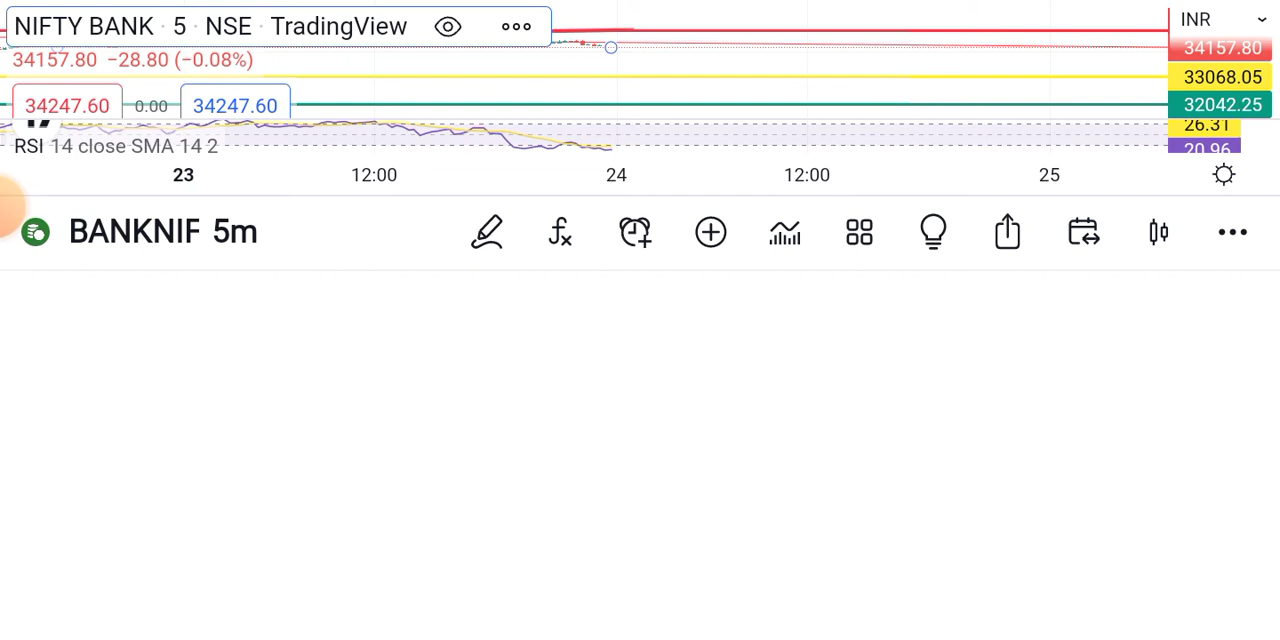 NIFTY BANK · 5 · NSE · TradingView
INR
34157.80
34157.80 −28.80 (−0.08%)
33068.05
34247.60 0.00 34247.60
32042.25
26.31
RSI 14 close SMA 14 2
20.96
23 12:00 24 12:00 25
BANKNIF 5m